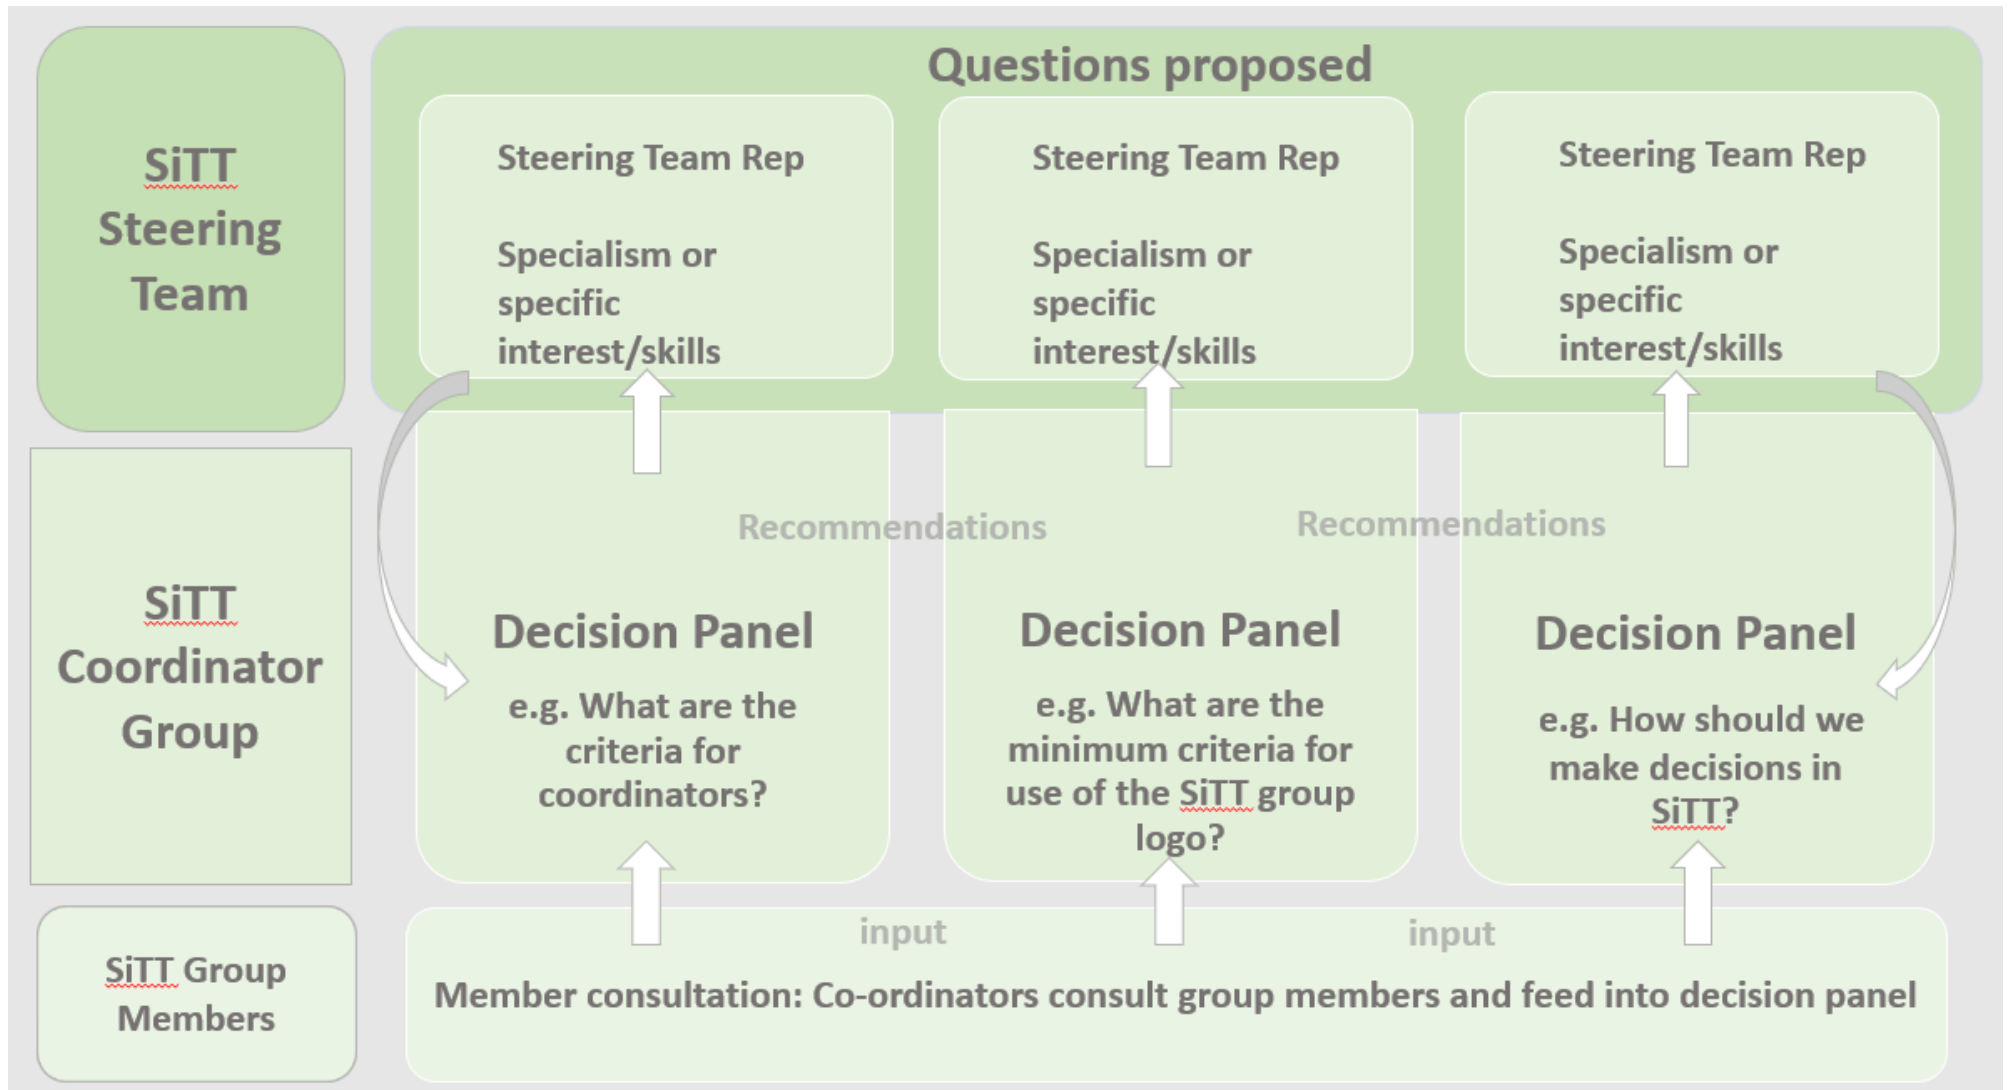 SiTT
Steering
Team
Questions proposed
Steering Team Rep
Specialism or
specific
interest/skills
Steering Team Rep
Specialism or
specific
interest/skills
Steering Team Rep
Specialism or
specific
interest/skills
SiTT
Coordinator
Group
Recommendations
Recommendations
Decision Panel
e.g. What are the
criteria for
coordinators?
Decision Panel
e.g. What are the
minimum criteria for
use of the SiTT group
logo?
Decision Panel
e.g. How should we
make decisions in
SiTT?
SiTT Group
Members
input
input
Member consultation: Co-ordinators consult group members and feed into decision panel